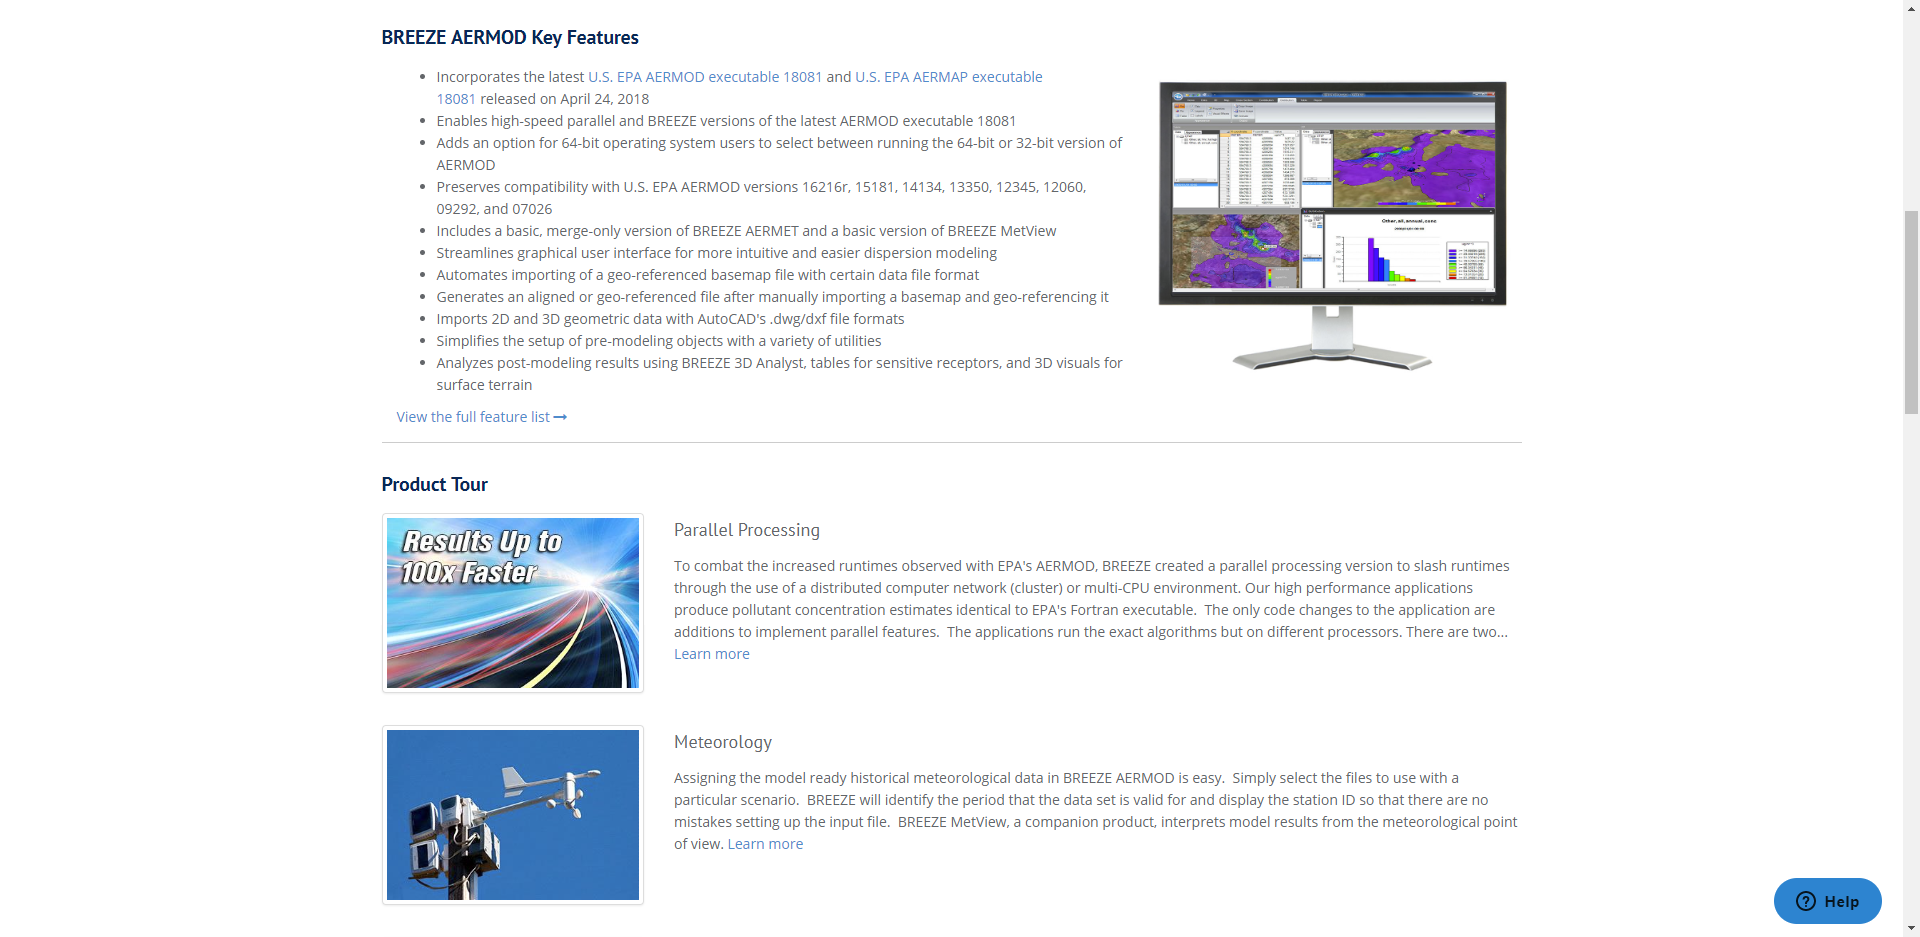 BREEZE AERMOD Key Features
Incorporates the latest U.S. EPA AERMOD executable 18081 and U.S. EPA AERMAP executable
18081 released on April 24, 2018
Enables high-speed parallel and BREEZE versions of the latest AERMOD executable 18081
Adds an option for 64-bit operating system users to select between running the 64-bit or 32-bit version of
AERMOD
Preserves compatibility with U.S. EPA AERMOD versions 16216r, 15181, 14134, 13350, 12345, 12060,
09292, and 07026
Includes a basic, merge-only version of BREEZE AERMET and a basic version of BREEZE MetView
Streamlines graphical user interface for more intuitive and easier dispersion modeling
Automates importing of a geo-referenced basemap file with certain data file format
Generates an aligned or geo-referenced file after manually importing a basemap and geo-referencing it
Imports 2D and 3D geometric data with AutoCAD's .dwg/dxf file formats
Simplifies the setup of pre-modeling objects with a variety of utilities
Analyzes post-modeling results using BREEZE 3D Analyst, tables for sensitive receptors, and 3D visuals for
surface terrain
View the full feature list
Other, all, annual, conc
Product Tour
Results Up to
100x Faster
Parallel Processing
To combat the increased runtimes observed with EPA's AERMOD, BREEZE created a parallel processing version to slash runtimes
through the use of a distributed computer network (cluster) or multi-CPU environment. Our high performance applications
produce pollutant concentration estimates identical to EPA's Fortran executable.  The only code changes to the application are
additions to implement parallel features.  The applications run the exact algorithms but on different processors. There are two...
Learn more
Meteorology
Assigning the model ready historical meteorological data in BREEZE AERMOD is easy.  Simply select the files to use with a
particular scenario.  BREEZE will identify the period that the data set is valid for and display the station ID so that there are no
mistakes setting up the input file.  BREEZE MetView, a companion product, interprets model results from the meteorological point
of view. Learn more
Help